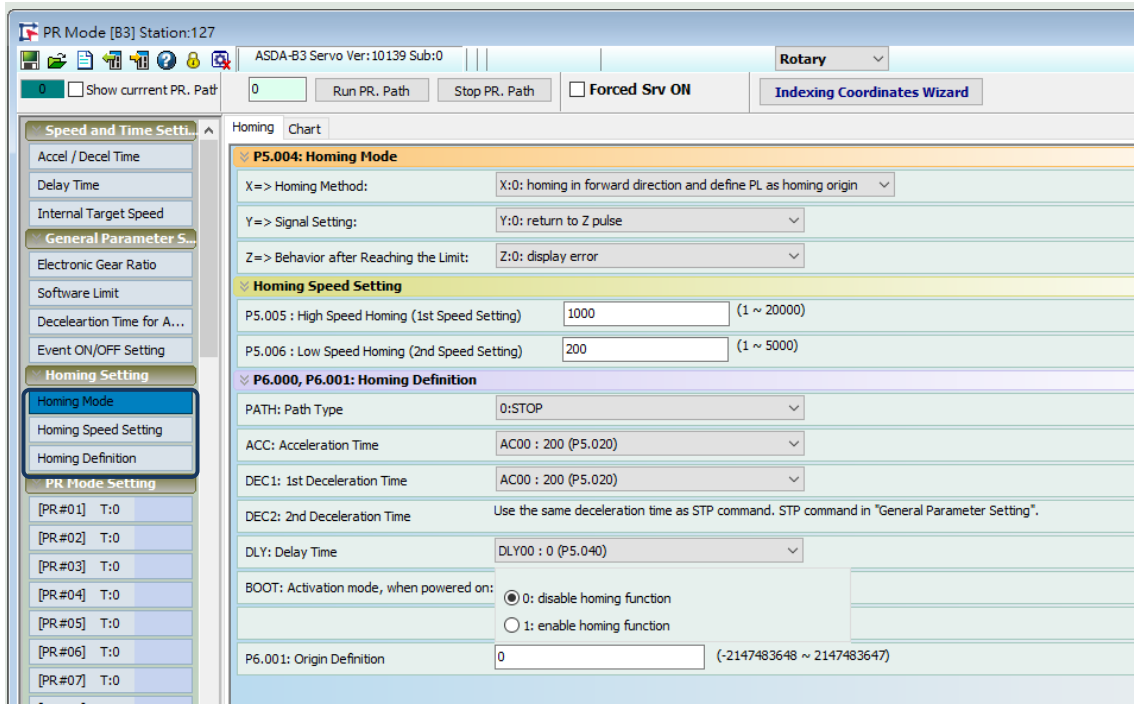 PR Mode [B3] Station:127
ASDA-B3 Servo Ver:10139 Sub:0
Rotary
0
Show currrent PR. Path
0
Run PR. Path
Stop PR. Path
Forced Srv ON
Indexing Coordinates Wizard
Speed and Time Setti...
Accel / Decel Time
Delay Time
Internal Target Speed
General Parameter S...
Electronic Gear Ratio
Software Limit
Deceleartion Time for A...
Event ON/OFF Setting
Homing Setting
Homing Mode
Homing Speed Setting
Homing Definition
PR Mode Setting
[PR#01] T:0
[PR#02] T:0
[PR#03] T:0
[PR#04] T:0
[PR#05] T:0
[PR#06] T:0
[PR#07] T:0
Homing
Chart
P5.004: Homing Mode
X=> Homing Method:
X:0: homing in forward direction and define PL as homing origin
Y=> Signal Setting:
Y:0: return to Z pulse
Z=> Behavior after Reaching the Limit:
Z:0: display error
Homing Speed Setting
P5.005 : High Speed Homing (1st Speed Setting)
1000
(1 ~ 20000)
P5.006 : Low Speed Homing (2nd Speed Setting)
200
(1 ~ 5000)
P6.000, P6.001: Homing Definition
PATH: Path Type
0:STOP
ACC: Acceleration Time
AC00 : 200 (P5.020)
DEC1: 1st Deceleration Time
AC00 : 200 (P5.020)
DEC2: 2nd Deceleration Time
Use the same deceleration time as STP command. STP command in "General Parameter Setting".
DLY: Delay Time
DLY00 : 0 (P5.040)
BOOT: Activation mode, when powered on:
0: disable homing function
1: enable homing function
P6.001: Origin Definition
0
(-2147483648 ~ 2147483647)